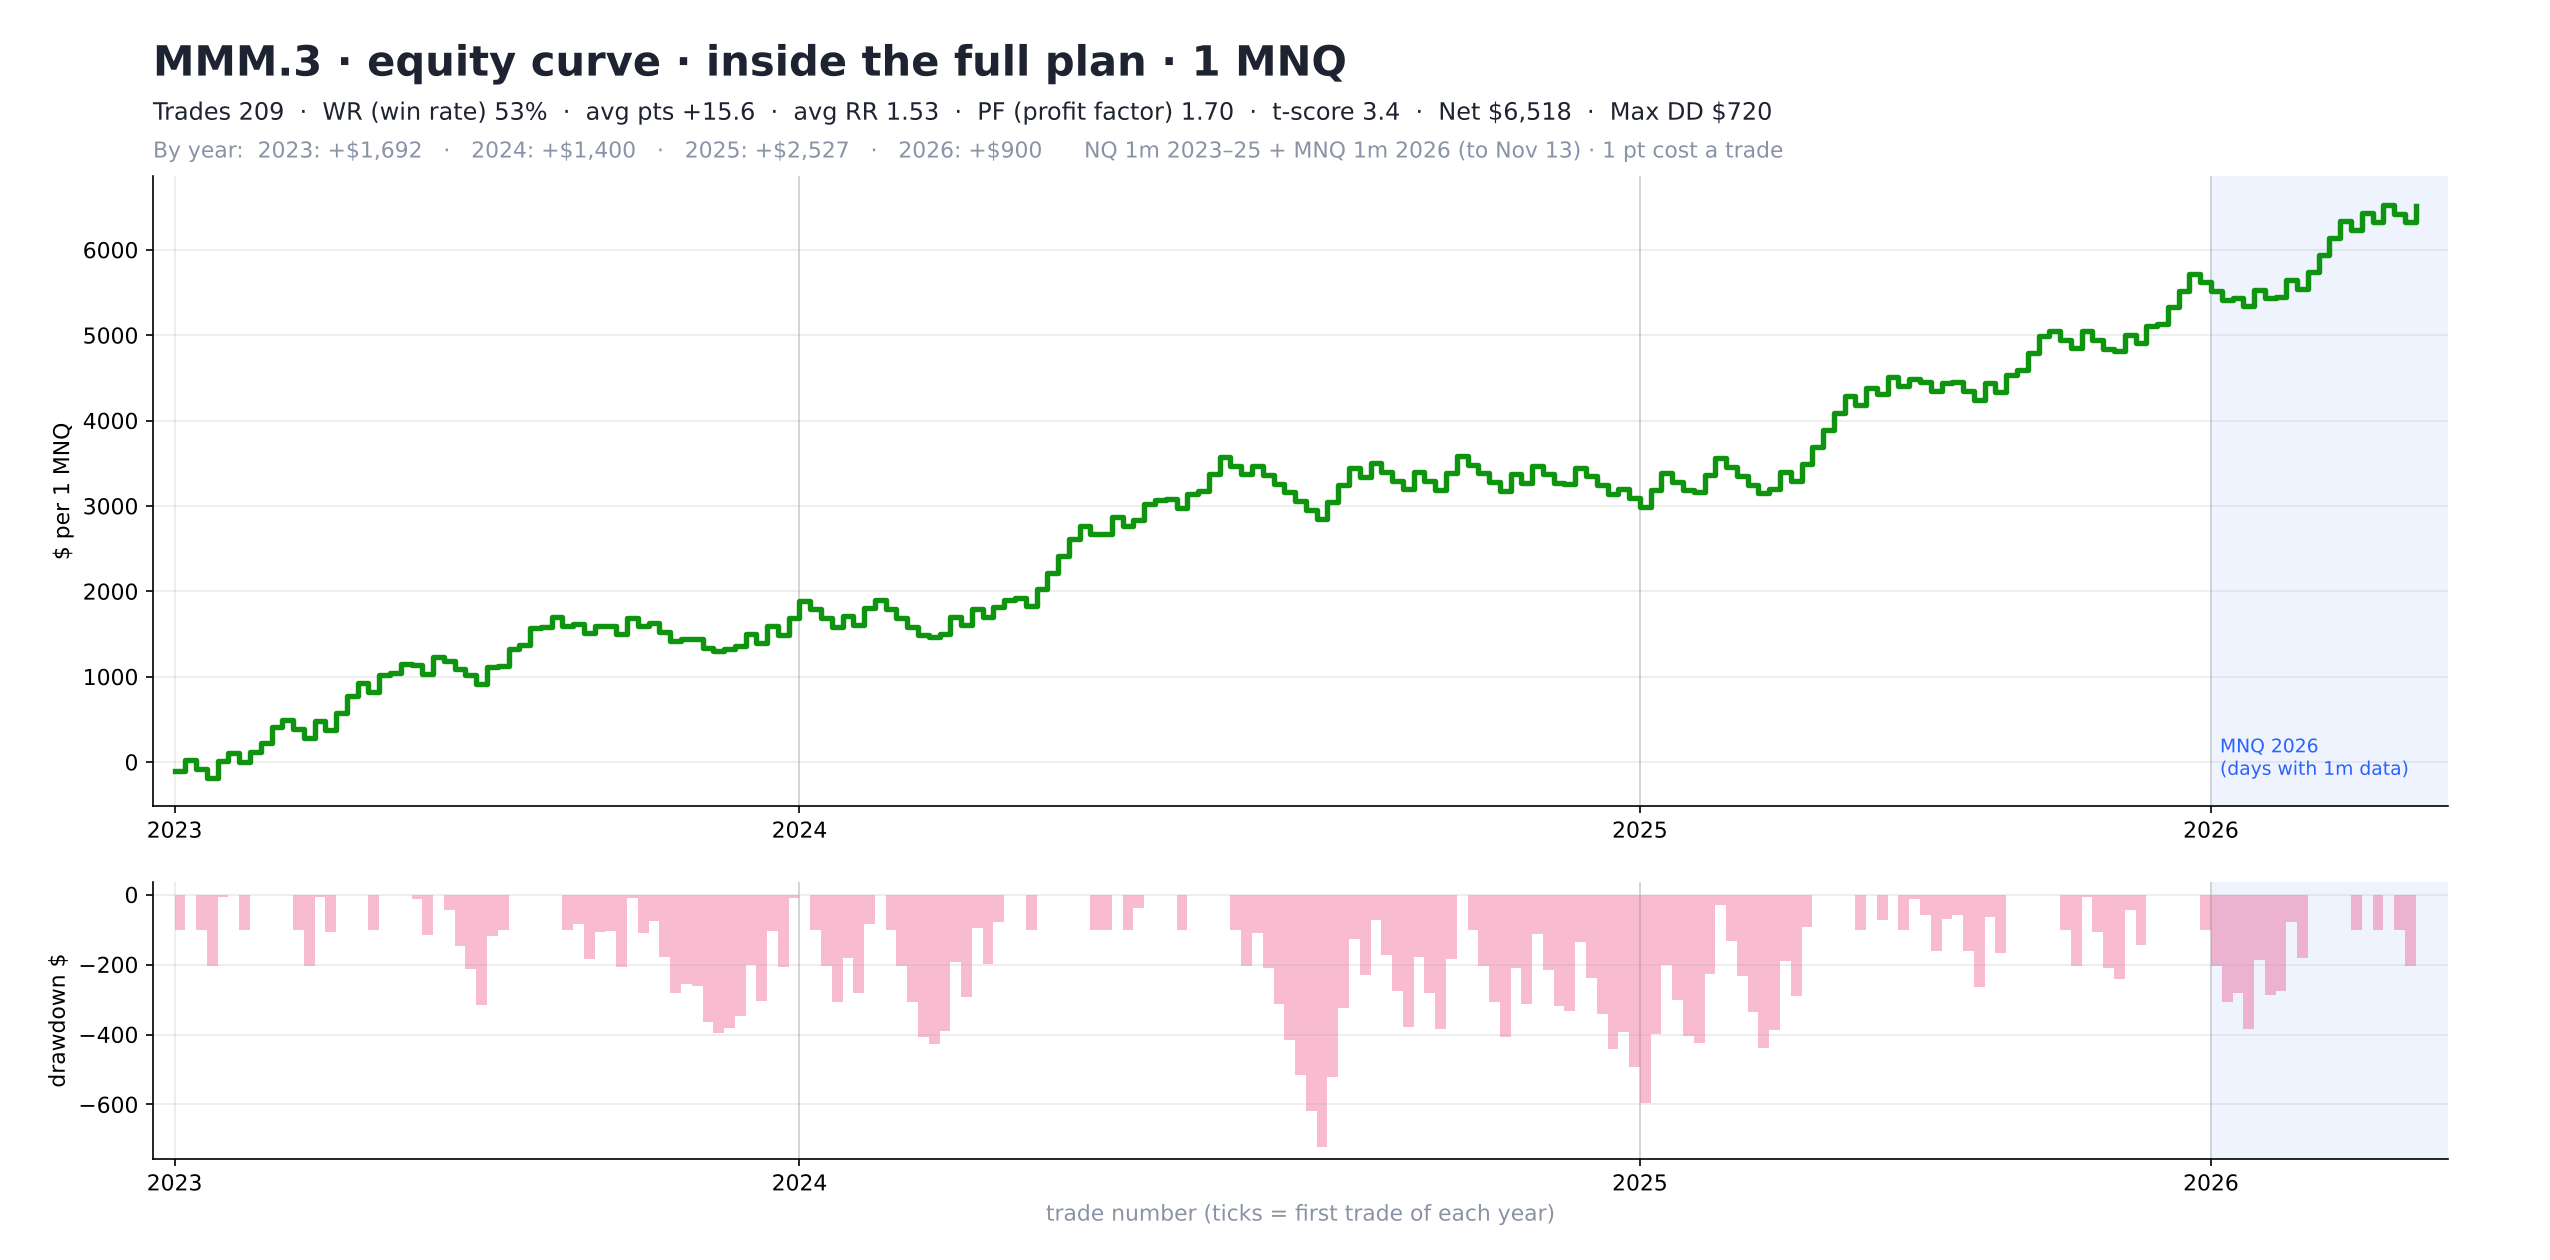 MMM.3 · equity curve · inside the full plan · 1 MNQ
Trades 209 · WR (win rate) 53% · avg pts +15.6 · avg RR 1.53 · PF (profit factor) 1.70 · t-score 3.4 · Net $6,518 · Max DD $720
By year: 2023: +$1,692 · 2024: +$1,400 · 2025: +$2,527 · 2026: +$900 NQ 1m 2023–25 + MNQ 1m 2026 (to Nov 13) · 1 pt cost a trade
$ per 1 MNQ
6000
5000
4000
3000
2000
1000
0
MNQ 2026
(days with 1m data)
2023 2024 2025 2026
drawdown $
0
−200
−400
−600
2023 2024 2025 2026
trade number (ticks = first trade of each year)